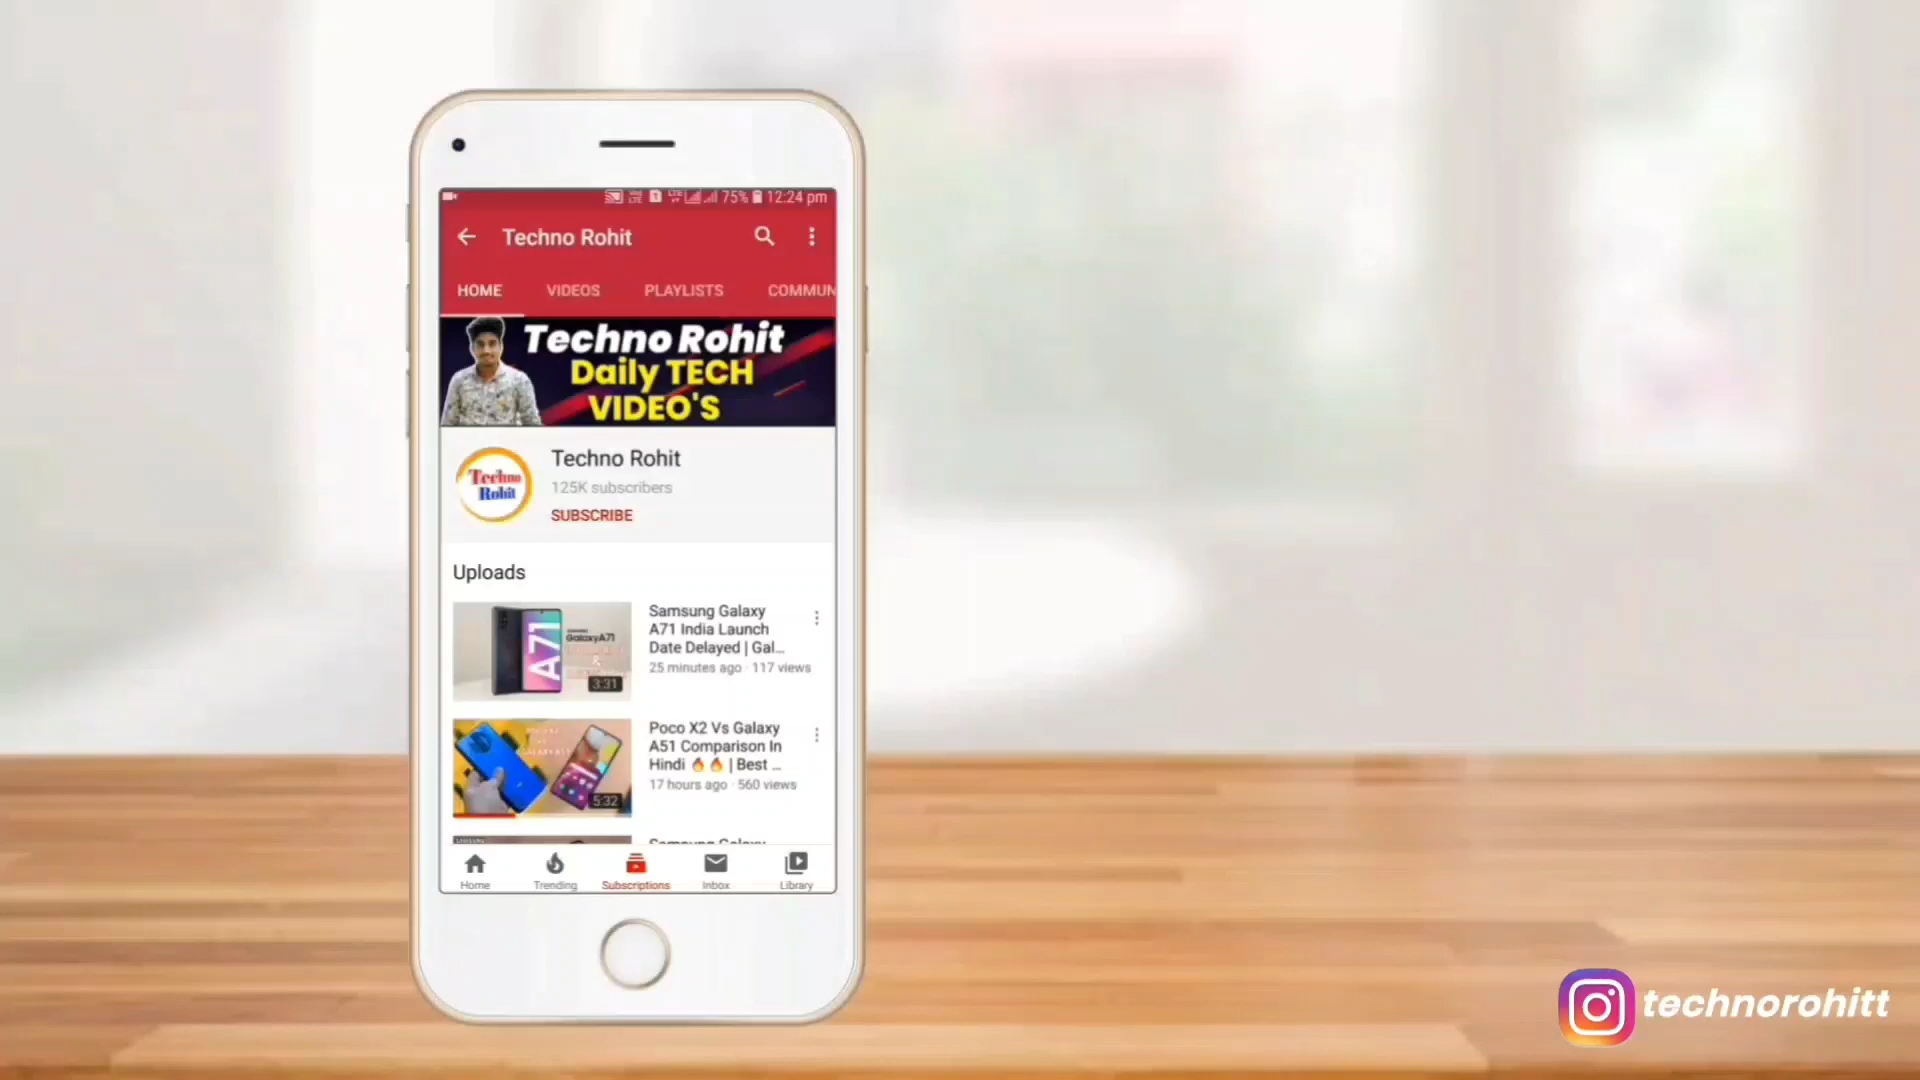 75% 12:24 pm
Techno Rohit
HOME VIDEOS PLAYLISTS COMMUN
Techno Rohit
Daily TECH
VIDEO'S
Techno
Rohit
Techno Rohit
125K subscribers
SUBSCRIBE
Uploads
A71
GalaxyA71
&
3:31
Samsung Galaxy
A71 India Launch
Date Delayed | Gal...
25 minutes ago · 117 views
5:32
Poco X2 Vs Galaxy
A51 Comparison In
Hindi 🔥🔥 | Best ...
17 hours ago · 560 views
Home Trending Subscriptions Inbox Library
technorohitt